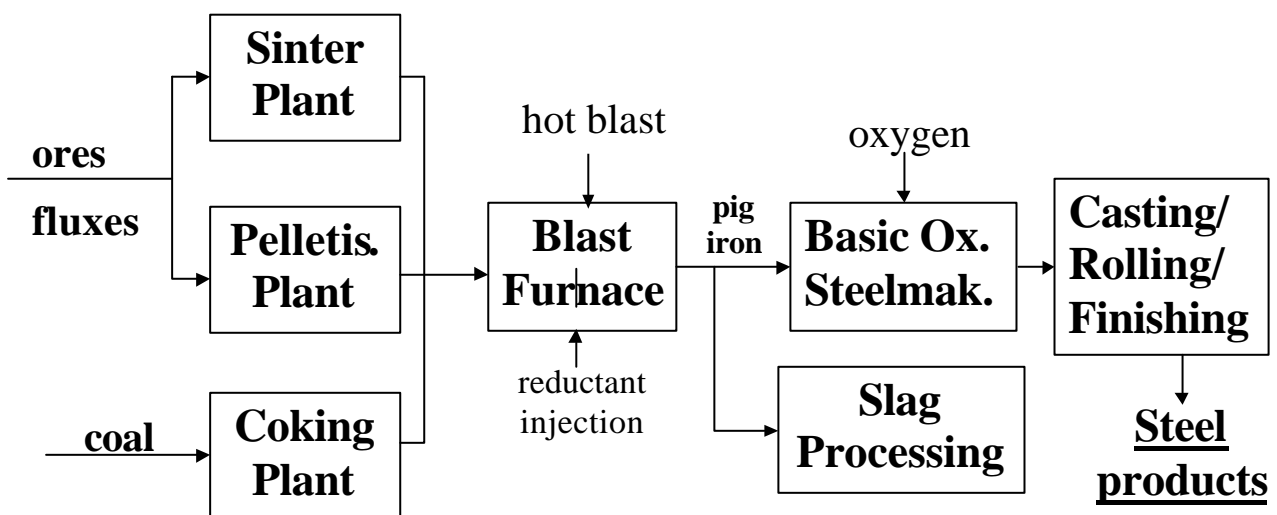 Sinter
Plant
hot blast
oxygen
ores
fluxes
Pelletis.
Plant
Blast
Furnace
pig
iron
Basic Ox.
Steelmak.
Casting/
Rolling/
Finishing
reductant
injection
coal
Coking
Plant
Slag
Processing
Steel
products